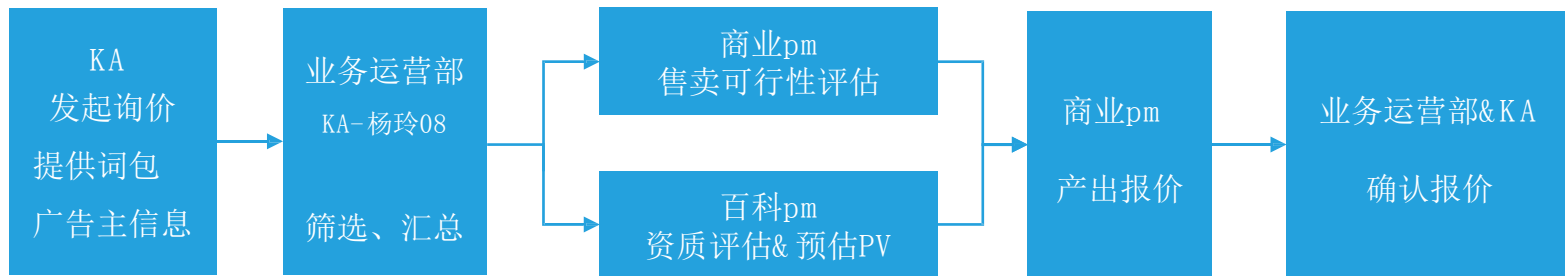 KA
发起询价
提供词包
广告主信息
业务运营部
KA-杨玲08
筛选、汇总
商业pm
售卖可行性评估
百科pm
资质评估& 预估PV
商业pm
产出报价
业务运营部&KA
确认报价